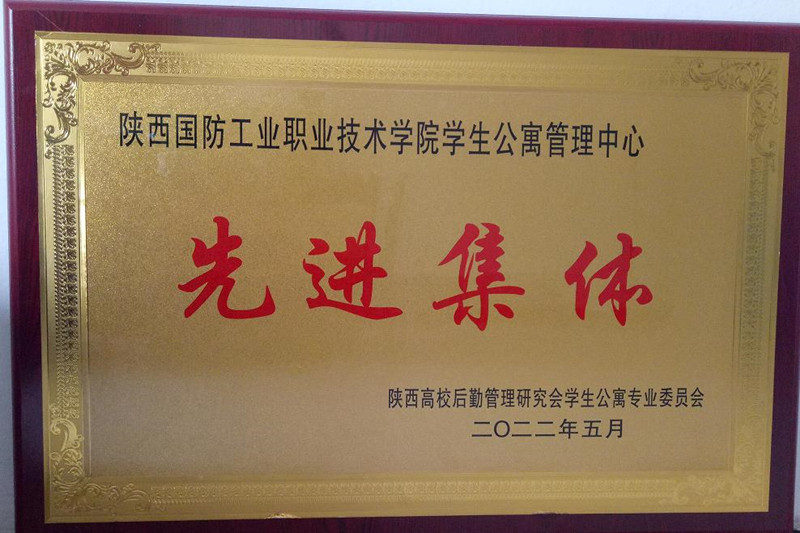 陕西国防工业职业技术学院学生公寓管理中心
先进集体
陕西高校后勤管理研究会学生公寓专业委员会
二〇二二年五月